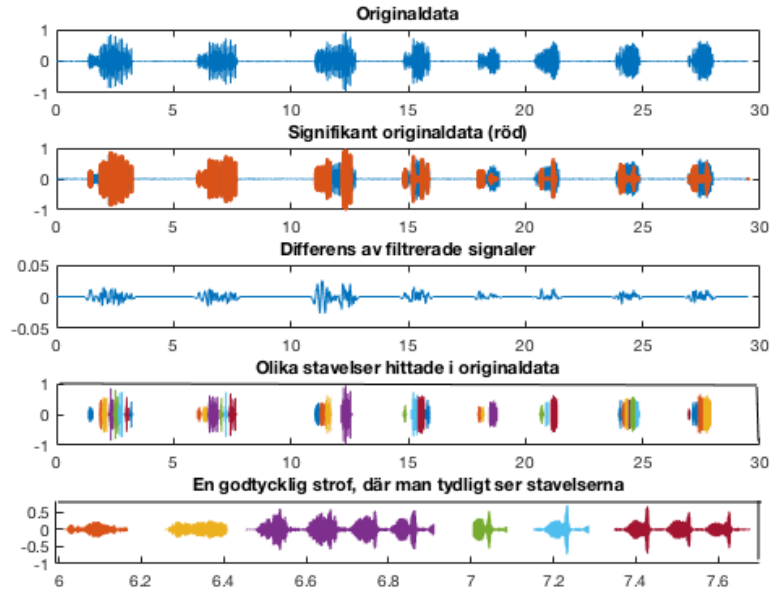 Originaldata
1
0
-1
0 5 10 15 20 25 30
Signifikant originaldata (röd)
1
0
-1
0 5 10 15 20 25 30
Differens av filtrerade signaler
0.05
0
-0.05
0 5 10 15 20 25 30
Olika stavelser hittade i originaldata
1
0
-1
0 5 10 15 20 25 30
En godtycklig strof, där man tydligt ser stavelserna
0.5
0
-0.5
-1
6 6.2 6.4 6.6 6.8 7 7.2 7.4 7.6